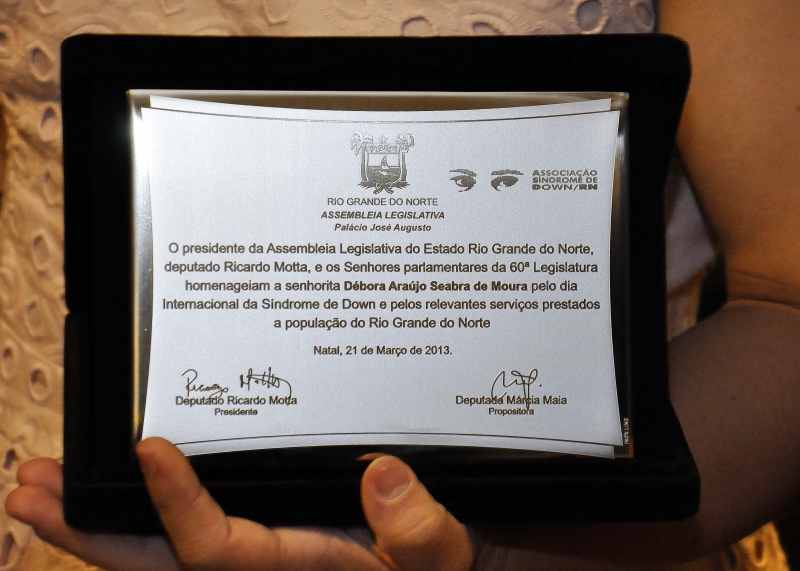 RIO GRANDE DO NORTE
ASSEMBLEIA LEGISLATIVA
Palácio José Augusto
ASSOCIAÇÃO
SÍNDROME DE
DOWN/RN
O presidente da Assembleia Legislativa do Estado Rio Grande do Norte,
deputado Ricardo Motta, e os Senhores parlamentares da 60ª Legislatura
homenageiam a senhorita Débora Araújo Seabra de Moura pelo dia
Internacional da Síndrome de Down e pelos relevantes serviços prestados
a população do Rio Grande do Norte
Natal, 21 de Março de 2013.
Ricardo Motta
Deputado Ricardo Motta
Presidente
Deputada Márcia Maia
Propositora